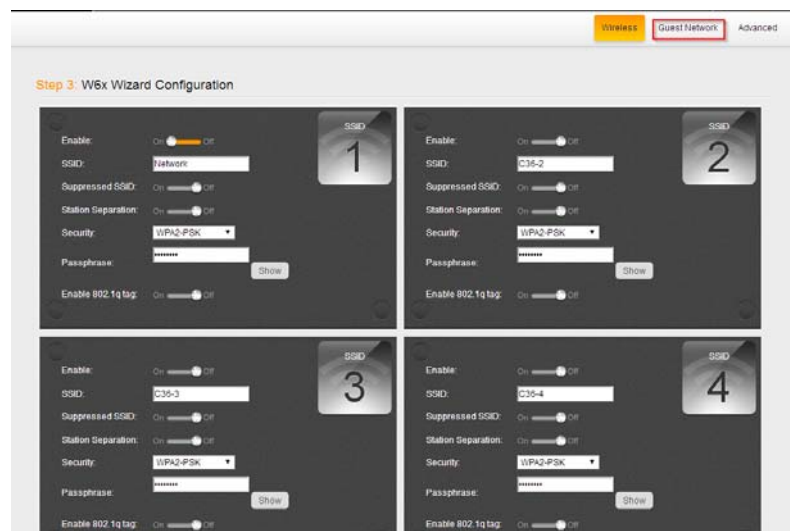 Wireless Guest Network Advanced
Step 3: W6x Wizard Configuration
SSID
1
Enable: On Off
SSID: Network
Suppressed SSID: On Off
Station Separation: On Off
Security: WPA2-PSK
Passphrase: ••••••••
Show
Enable 802.1q tag: On Off
SSID
2
Enable: On Off
SSID: C36-2
Suppressed SSID: On Off
Station Separation: On Off
Security: WPA2-PSK
Passphrase: ••••••••
Show
Enable 802.1q tag: On Off
SSID
3
Enable: On Off
SSID: C36-3
Suppressed SSID: On Off
Station Separation: On Off
Security: WPA2-PSK
Passphrase: ••••••••
Show
Enable 802.1q tag: On Off
SSID
4
Enable: On Off
SSID: C36-4
Suppressed SSID: On Off
Station Separation: On Off
Security: WPA2-PSK
Passphrase: ••••••••
Show
Enable 802.1q tag: On Off